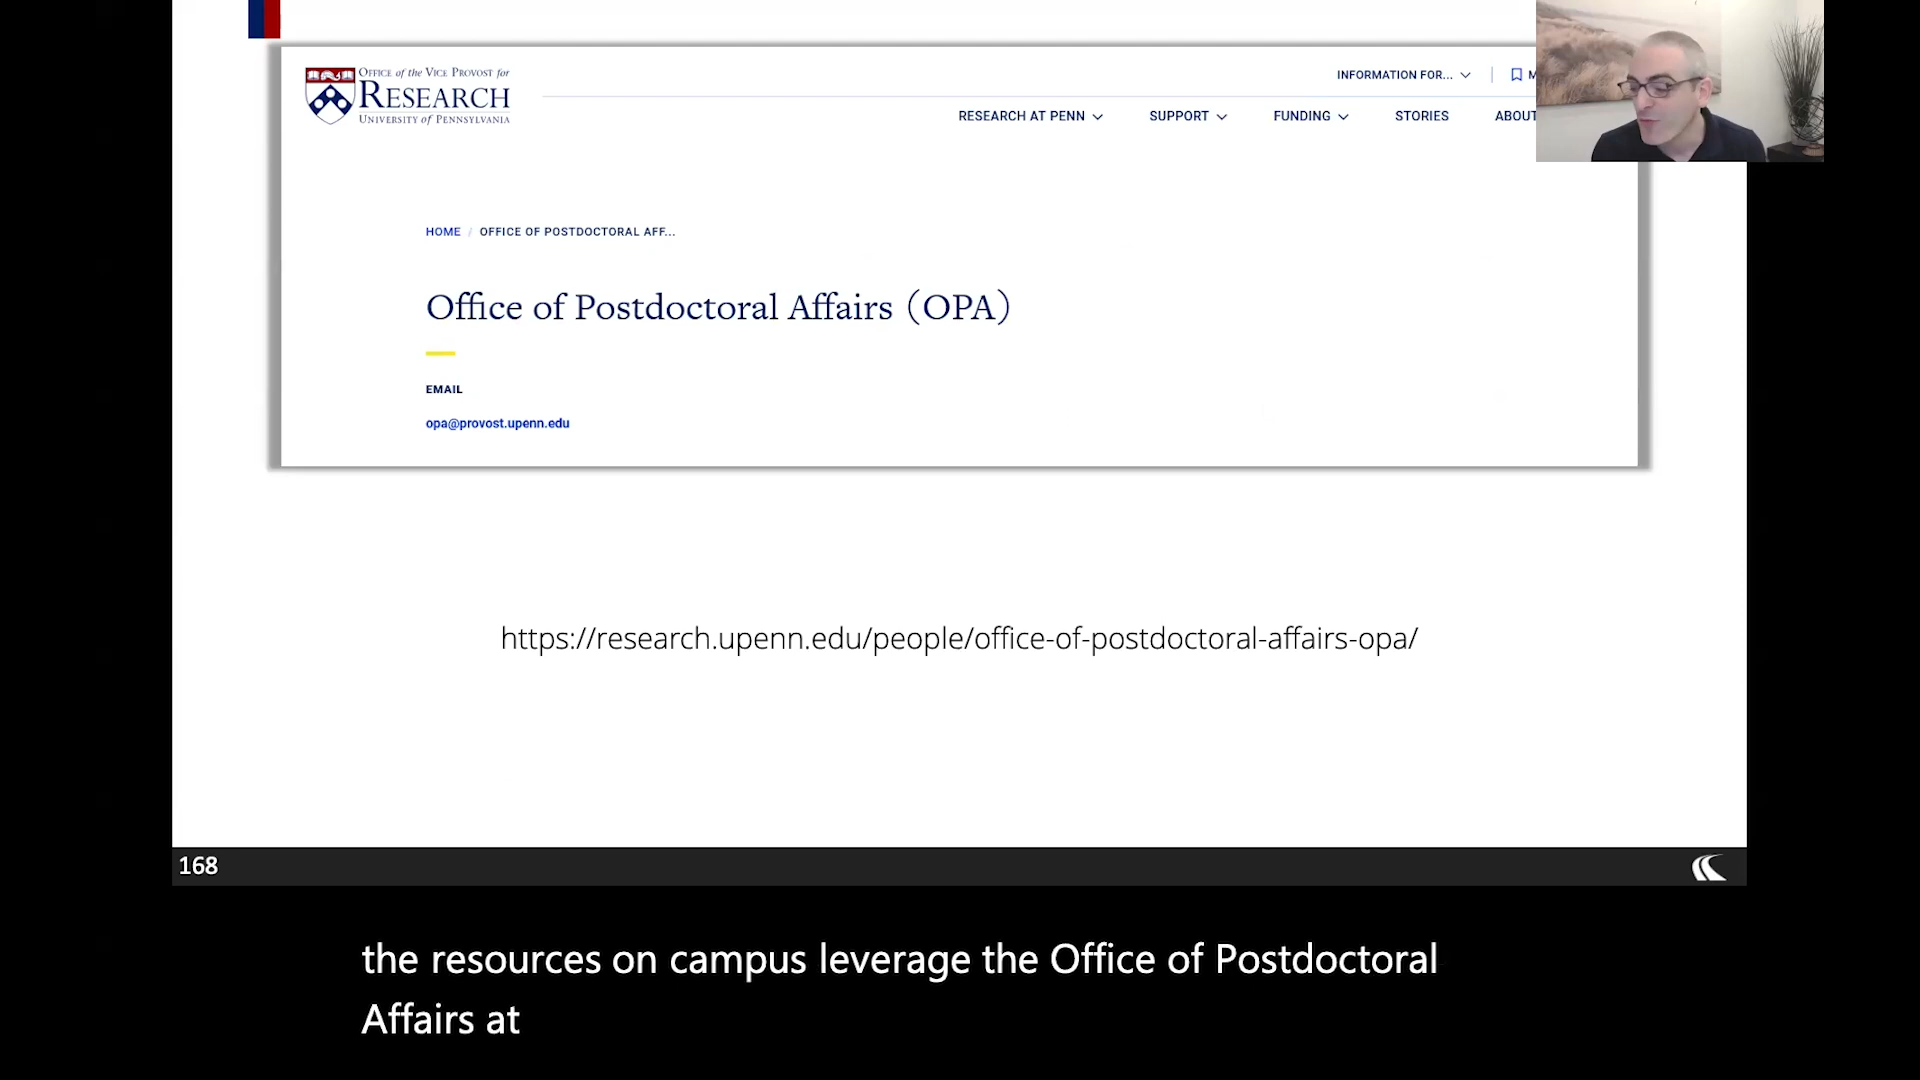 OFFICE of the VICE PROVOST for
RESEARCH
UNIVERSITY of PENNSYLVANIA
INFORMATION FOR...
RESEARCH AT PENN
SUPPORT
FUNDING
STORIES
ABOUT
HOME / OFFICE OF POSTDOCTORAL AFF...
Office of Postdoctoral Affairs (OPA)
EMAIL
opa@provost.upenn.edu
https://research.upenn.edu/people/office-of-postdoctoral-affairs-opa/
168
the resources on campus leverage the Office of Postdoctoral
Affairs at